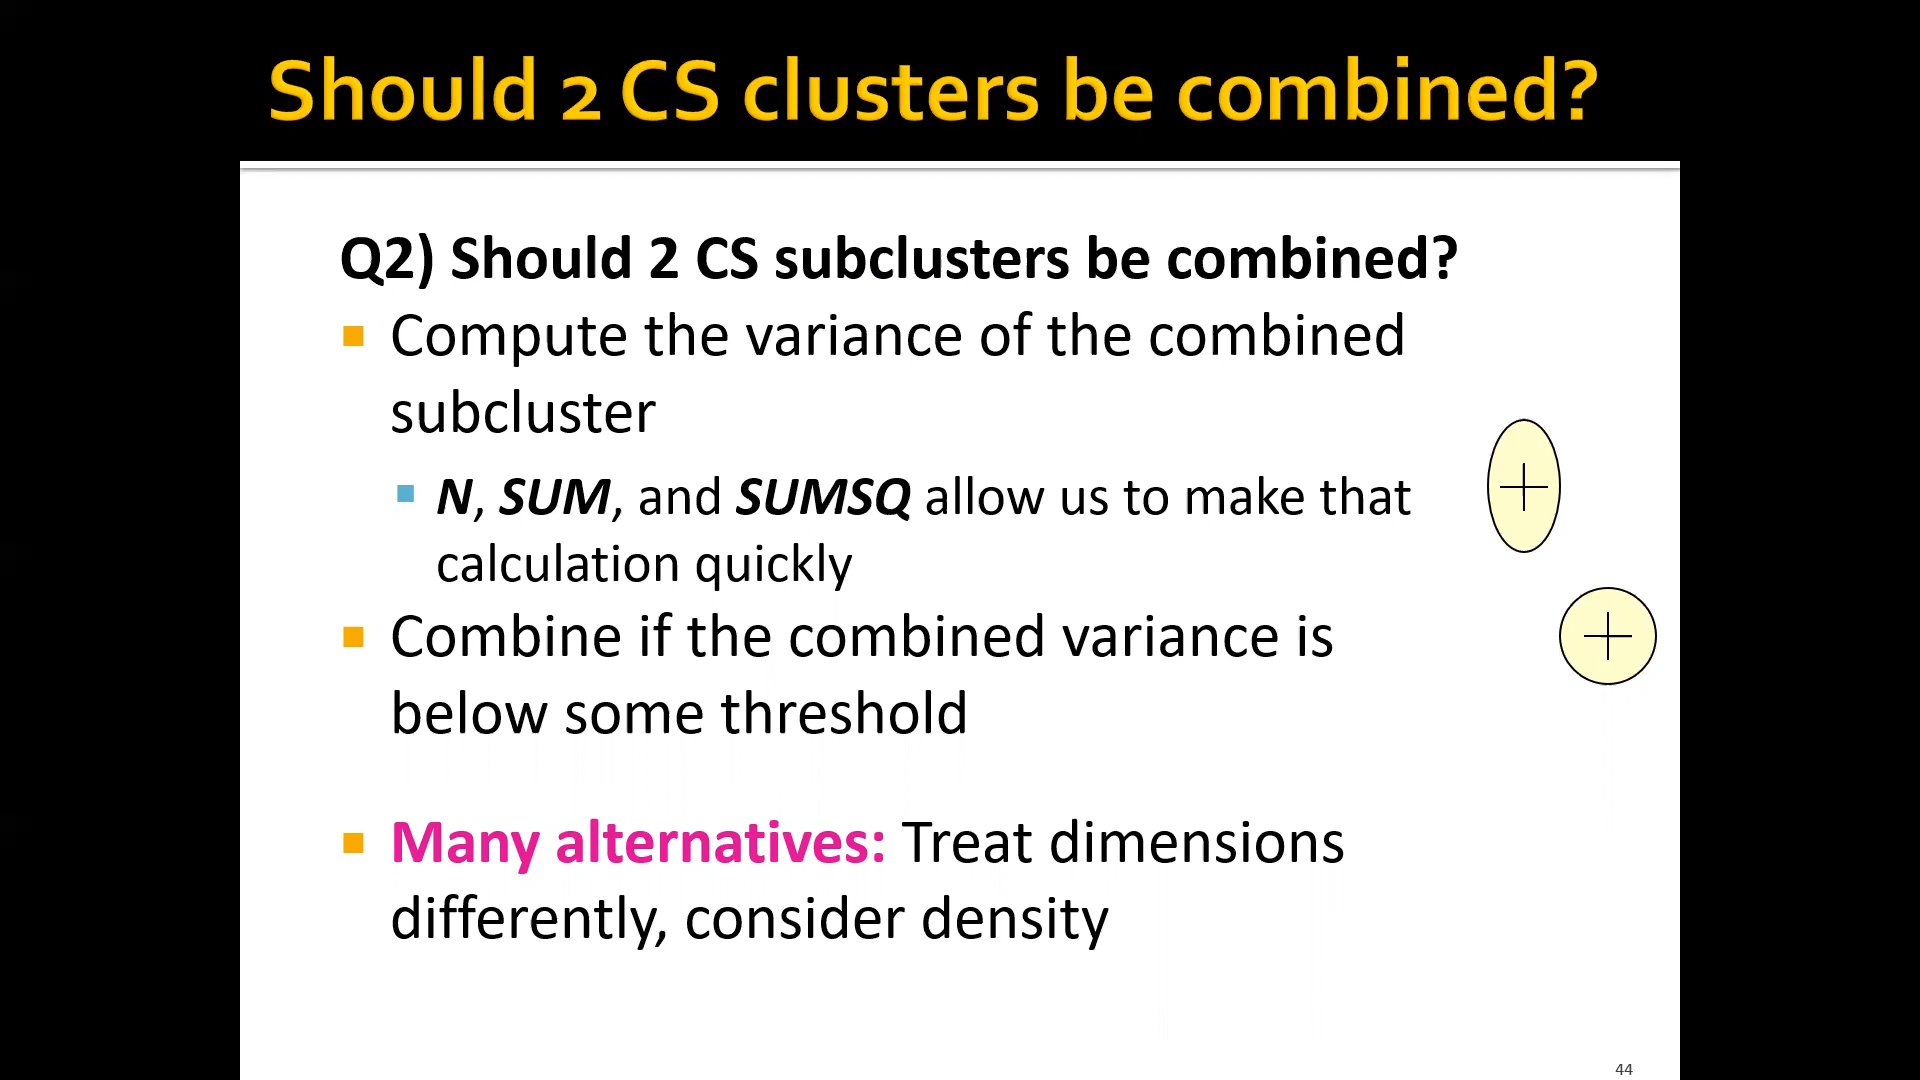 Should 2 CS clusters be combined?
Q2) Should 2 CS subclusters be combined?
Compute the variance of the combined
subcluster
N, SUM, and SUMSQ allow us to make that
calculation quickly
Combine if the combined variance is
below some threshold
Many alternatives: Treat dimensions
differently, consider density
44